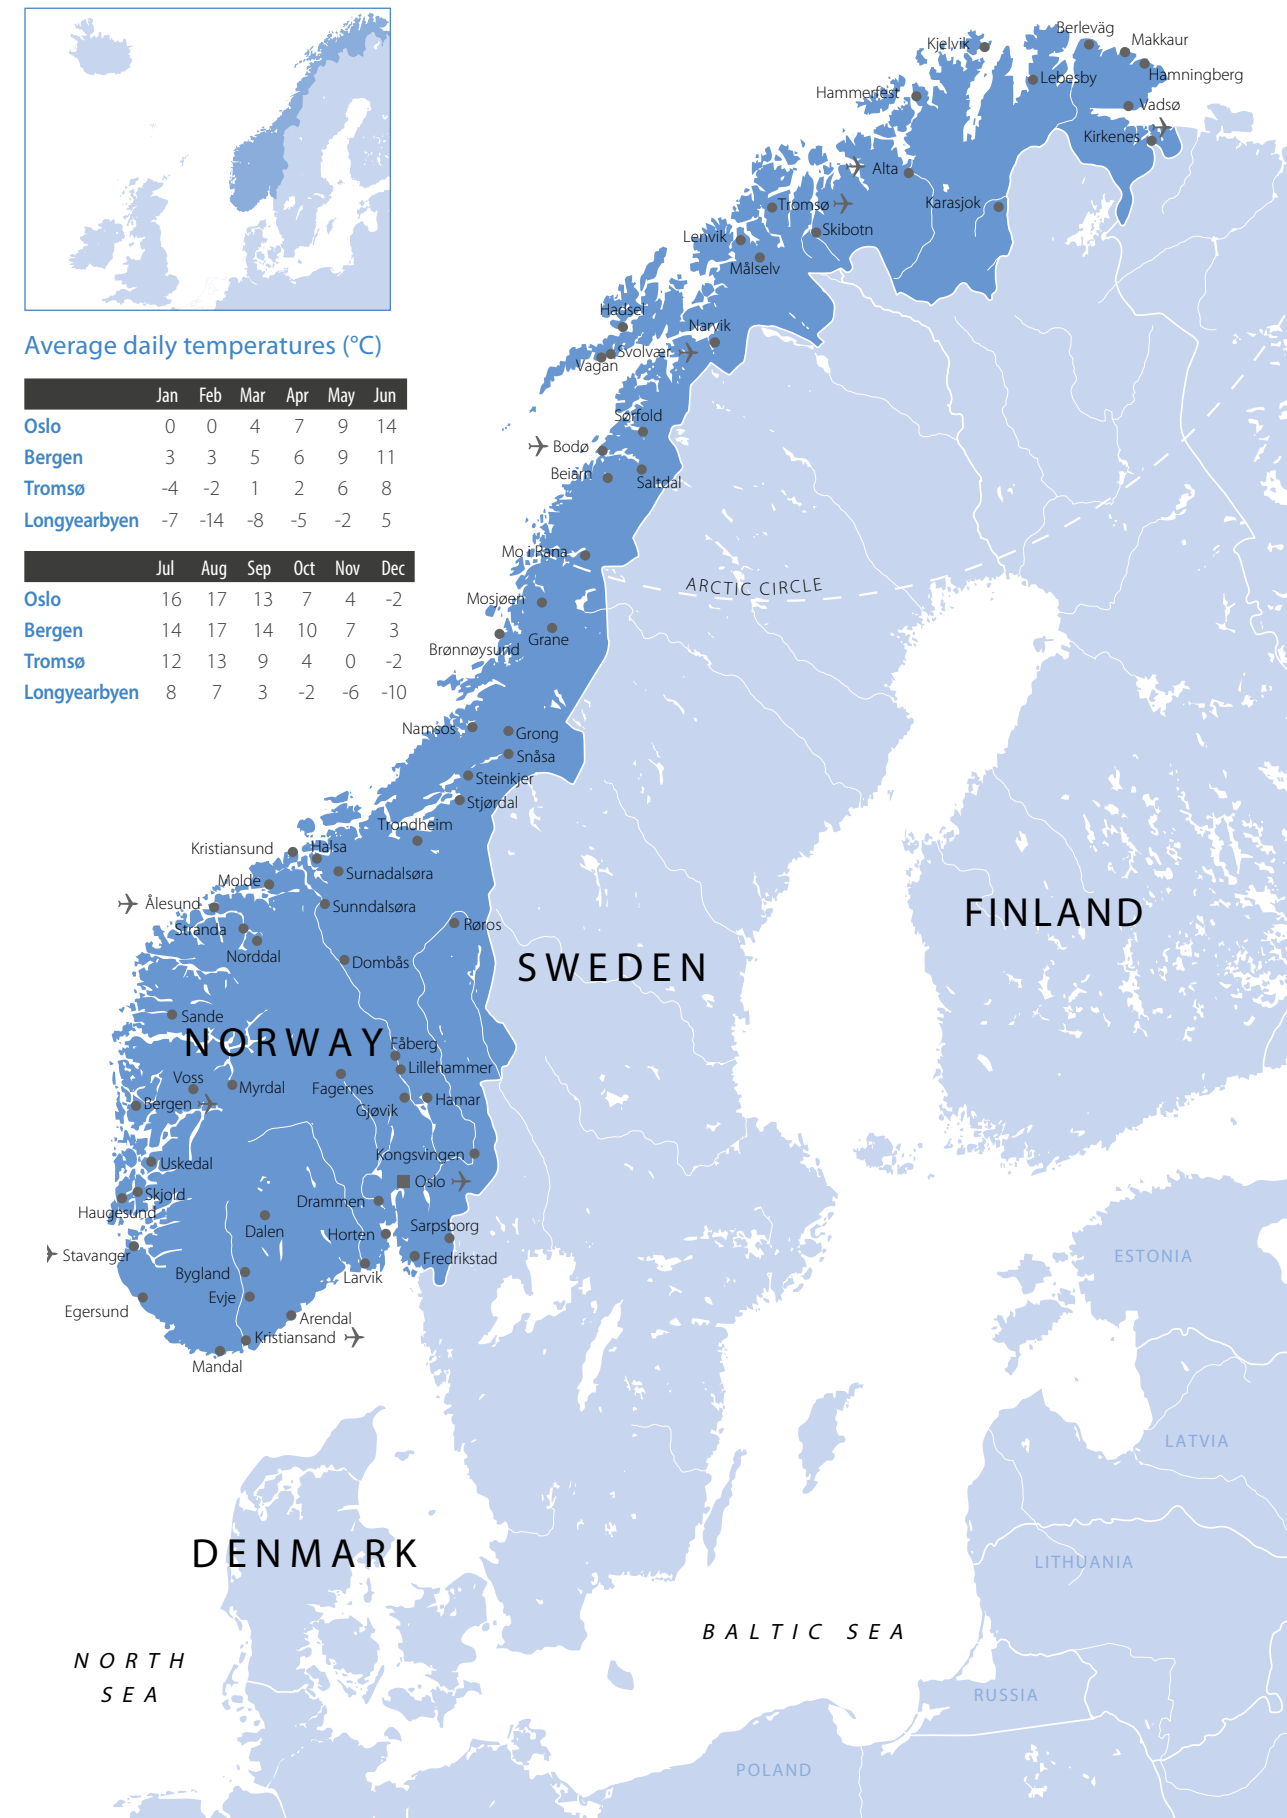 Average daily temperatures (°C)
Jan Feb Mar Apr May Jun
Oslo 0 0 4 7 9 14
Bergen 3 3 5 6 9 11
Tromsø -4 -2 1 2 6 8
Longyearbyen -7 -14 -8 -5 -2 5
Jul Aug Sep Oct Nov Dec
Oslo 16 17 13 7 4 -2
Bergen 14 17 14 10 7 3
Tromsø 12 13 9 4 0 -2
Longyearbyen 8 7 3 -2 -6 -10
Berleväg
Makkaur
Kjelvik
Hamningberg
Lebesby
Hammerfest
Vadsø
Kirkenes
Alta
Karasjok
Tromsø
Skibotn
Lenvik
Målselv
Hadsel
Narvik
Svolvær
Vagan
Sørfold
Bodø
Beiarn
Saltdal
Mo i Rana
ARCTIC CIRCLE
Mosjøen
Grane
Brønnøysund
Namsos
Grong
Snåsa
Steinkjer
Stjørdal
Trondheim
Kristiansund
Halsa
Surnadalsøra
Molde
Ålesund
Sunndalsøra
Stranda
Norddal
Røros
Dombås
FINLAND
SWEDEN
Sande
NORWAY
Fåberg
Lillehammer
Voss
Myrdal
Fagernes
Bergen
Gjøvik
Hamar
Kongsvingen
Uskedal
Oslo
Skjold
Haugesund
Drammen
Dalen
Horten
Sarpsborg
Stavanger
Fredrikstad
Bygland
Larvik
Evje
Egersund
Arendal
Kristiansand
Mandal
ESTONIA
LATVIA
DENMARK
LITHUANIA
BALTIC SEA
NORTH
SEA
RUSSIA
POLAND